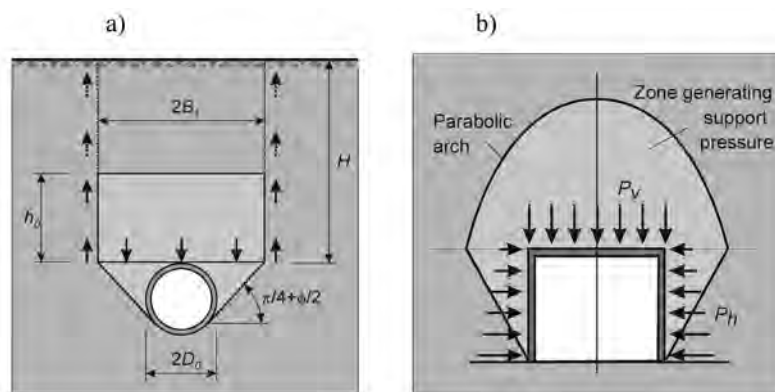 a)
b)
2B₁
H
h₀
π/4+ϕ/2
2D₀
Parabolic
arch
Zone generating
support
pressure
Pᵥ
Pₕ